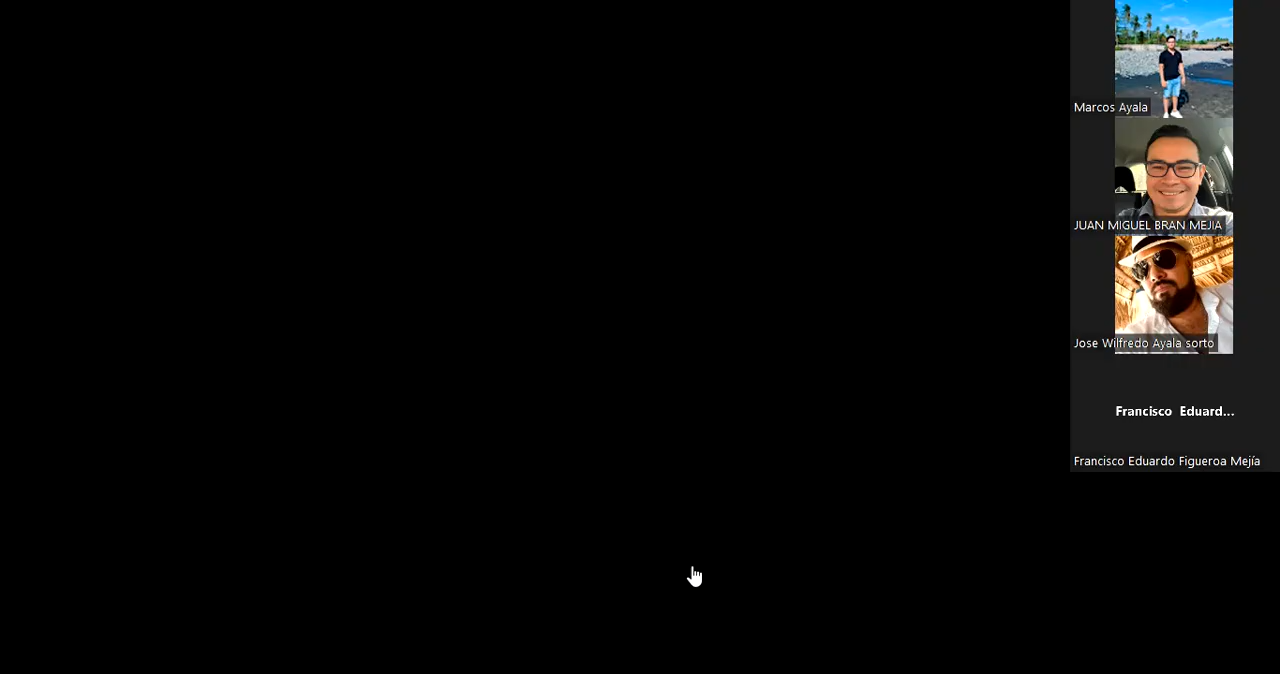 Marcos Ayala
JUAN MIGUEL BRAN MEJIA
Jose Wilfredo Ayala sorto
Francisco Eduard...
Francisco Eduardo Figueroa Mejía